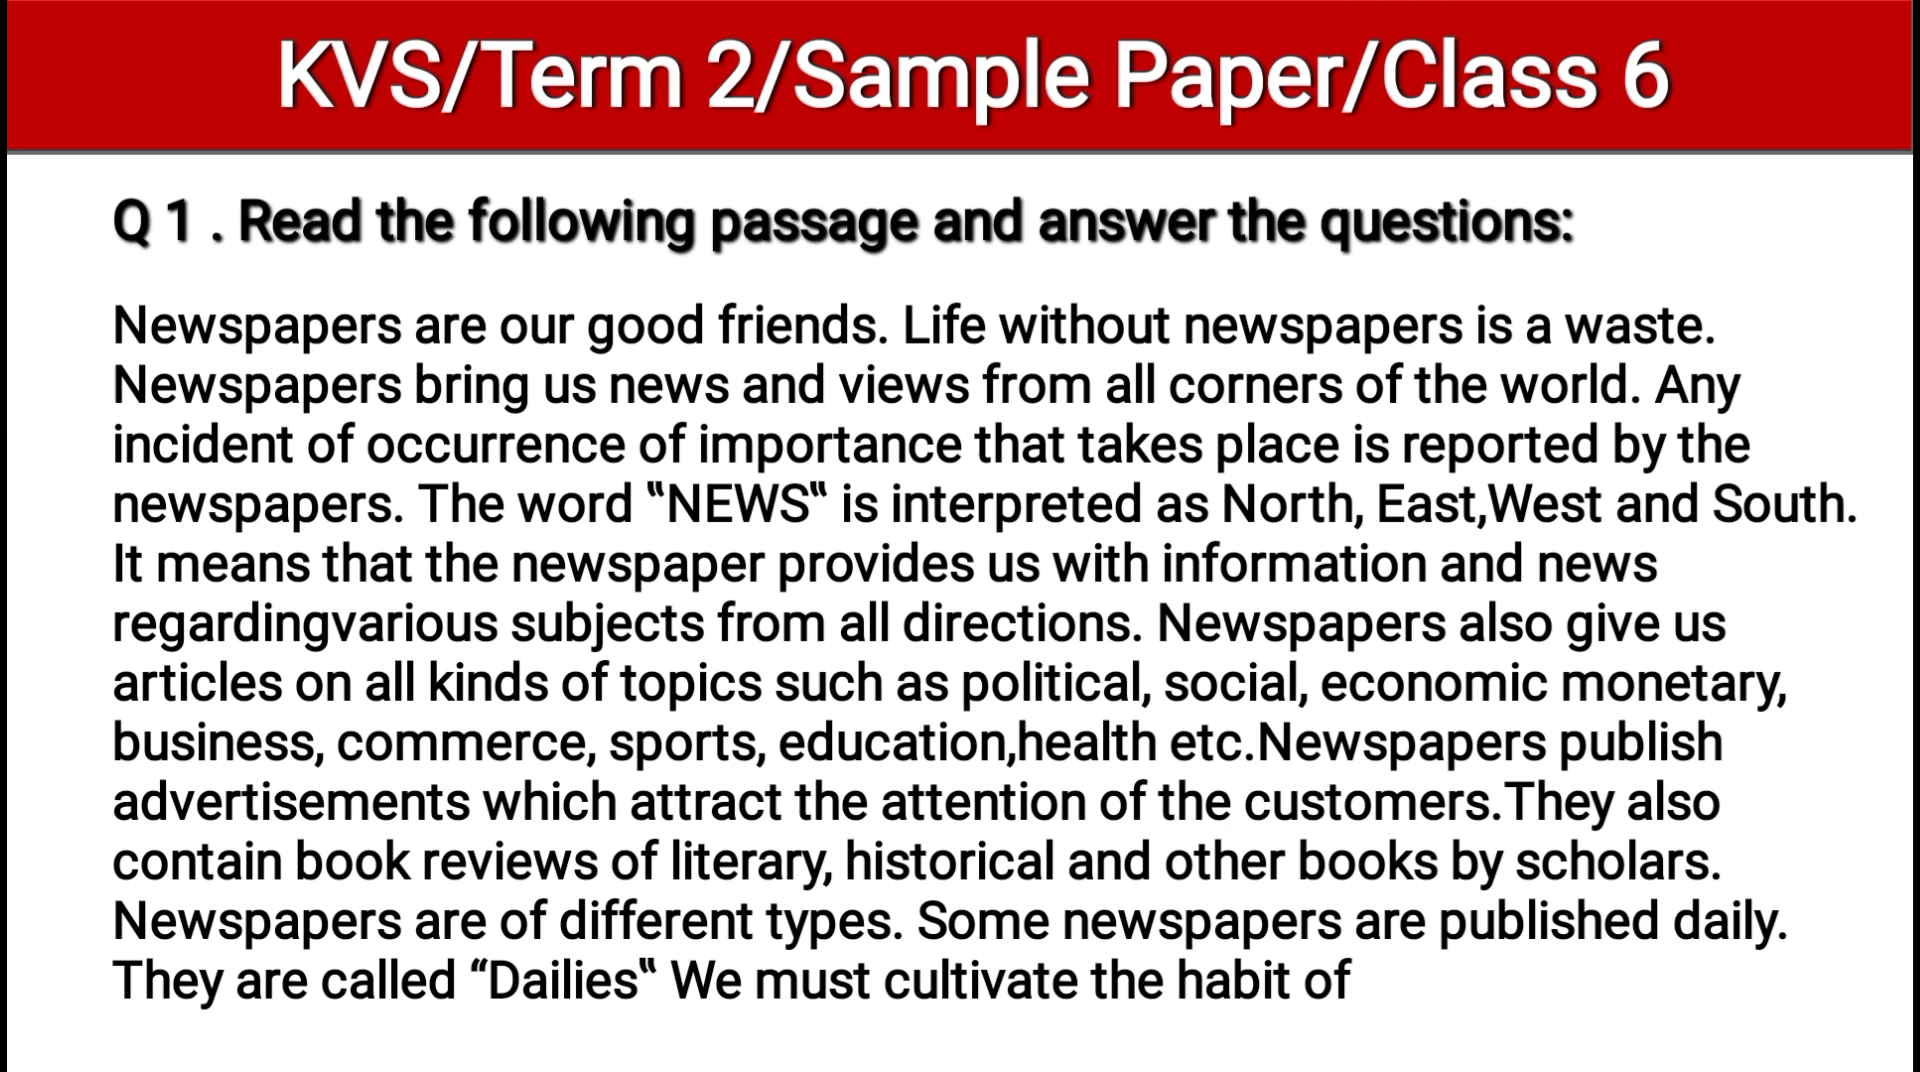 KVS/Term 2/Sample Paper/Class 6
Q 1 . Read the following passage and answer the questions:
Newspapers are our good friends. Life without newspapers is a waste.
Newspapers bring us news and views from all corners of the world. Any
incident of occurrence of importance that takes place is reported by the
newspapers. The word ‟NEWS‟ is interpreted as North, East,West and South.
It means that the newspaper provides us with information and news
regardingvarious subjects from all directions. Newspapers also give us
articles on all kinds of topics such as political, social, economic monetary,
business, commerce, sports, education,health etc.Newspapers publish
advertisements which attract the attention of the customers.They also
contain book reviews of literary, historical and other books by scholars.
Newspapers are of different types. Some newspapers are published daily.
They are called “Dailies‟ We must cultivate the habit of